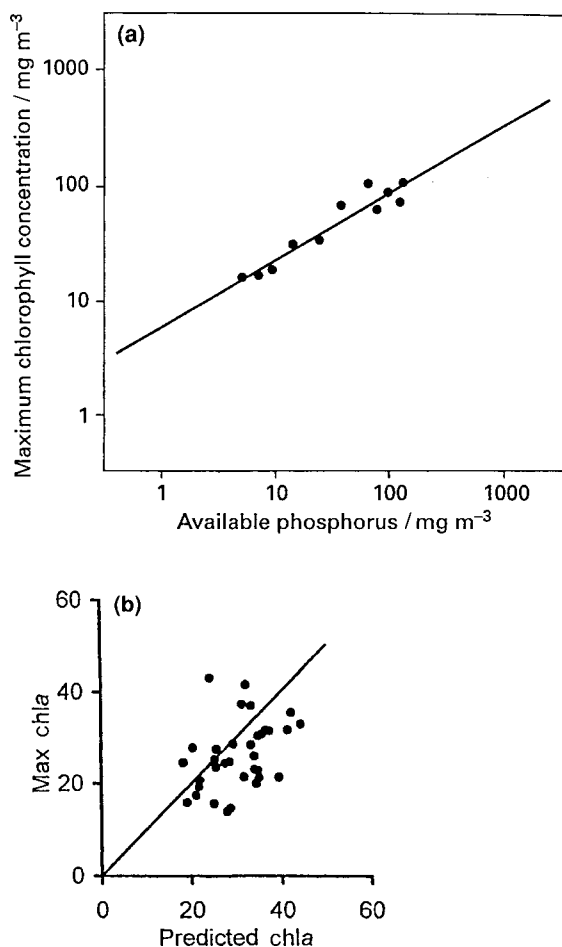 (a)
Maximum chlorophyll concentration / mg m⁻³
1000
100
10
1
1 10 100 1000
Available phosphorus / mg m⁻³
(b)
Max chla
60
40
20
0
0 20 40 60
Predicted chla